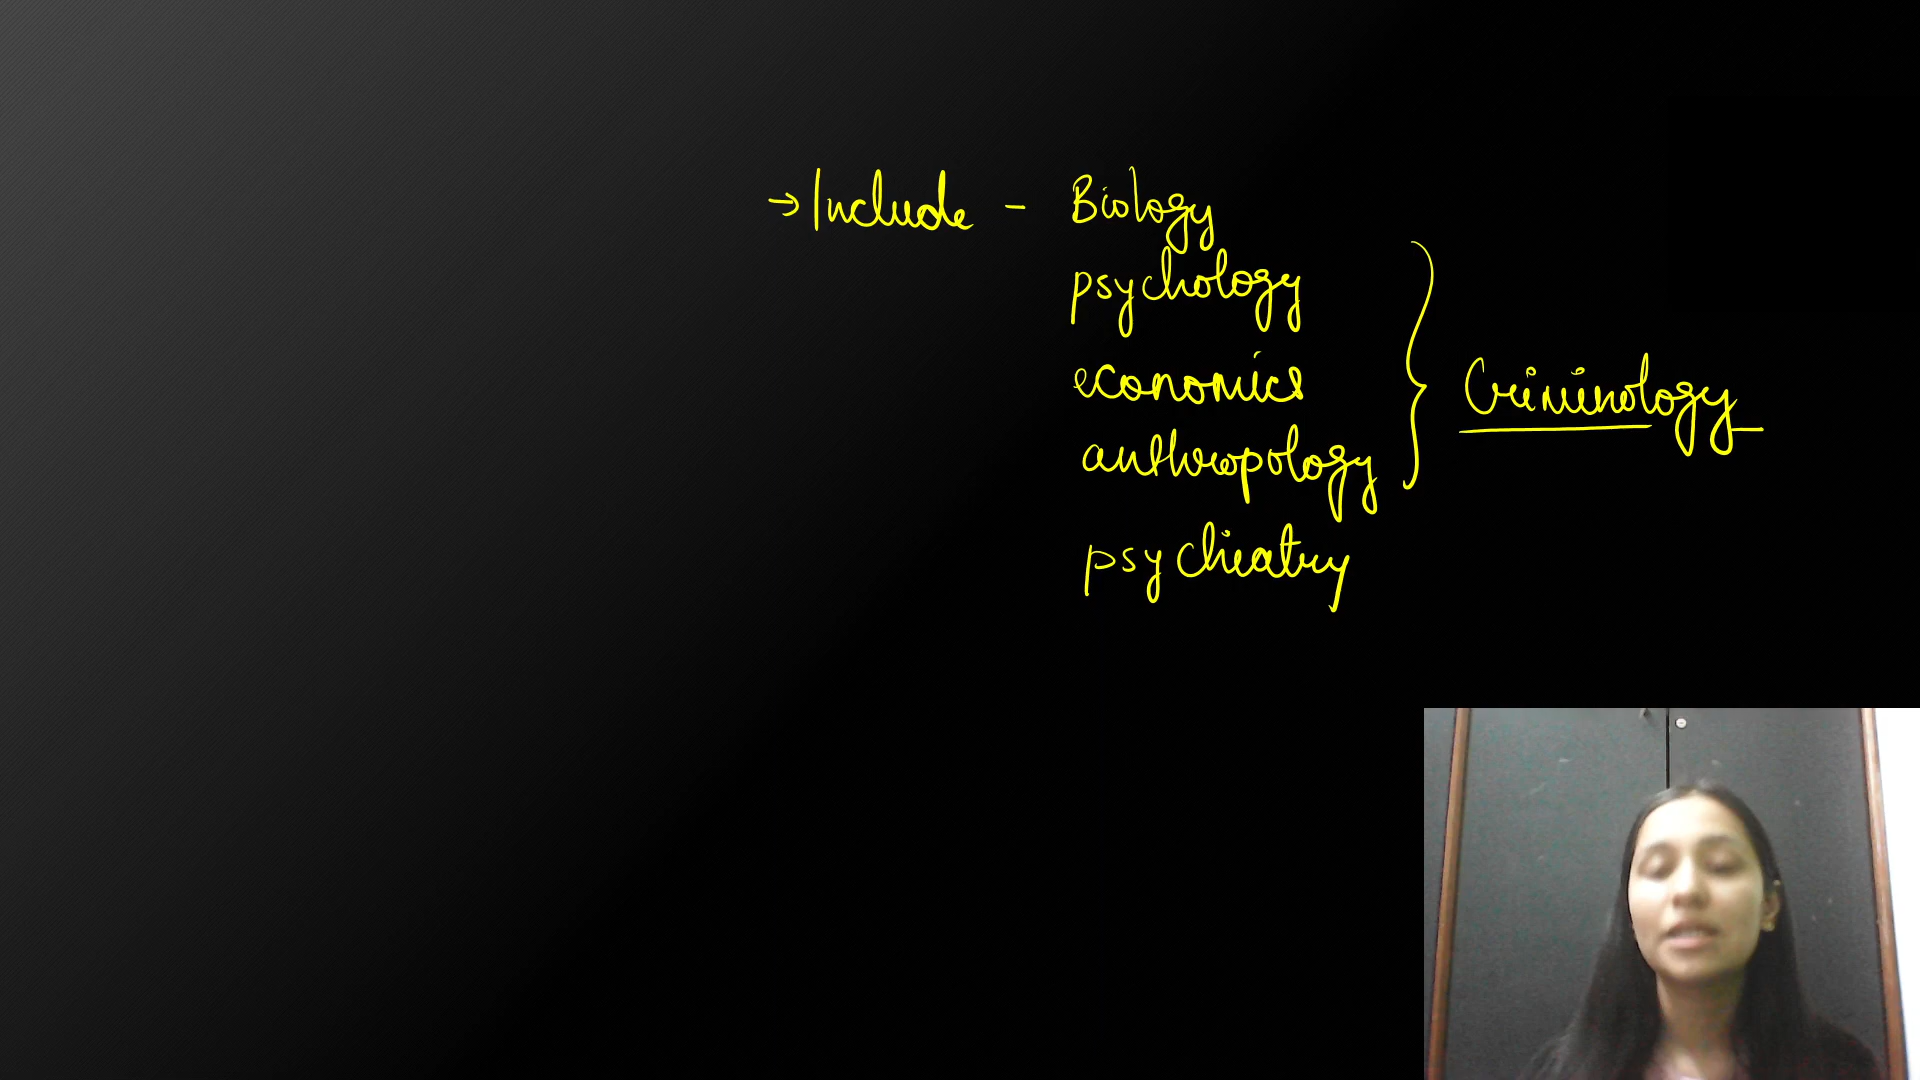 → Include - Biology
psychology
economics
anthropology
psychiatry
Criminology